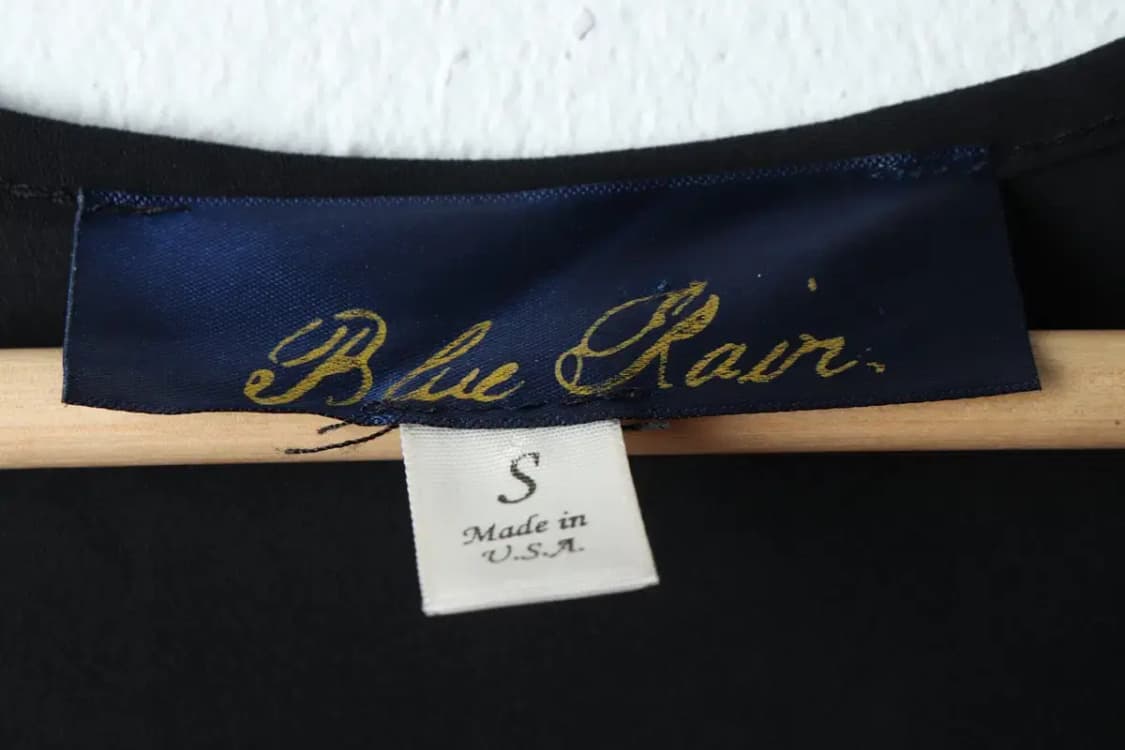 Blue Rain.
S
Made in
U.S.A.